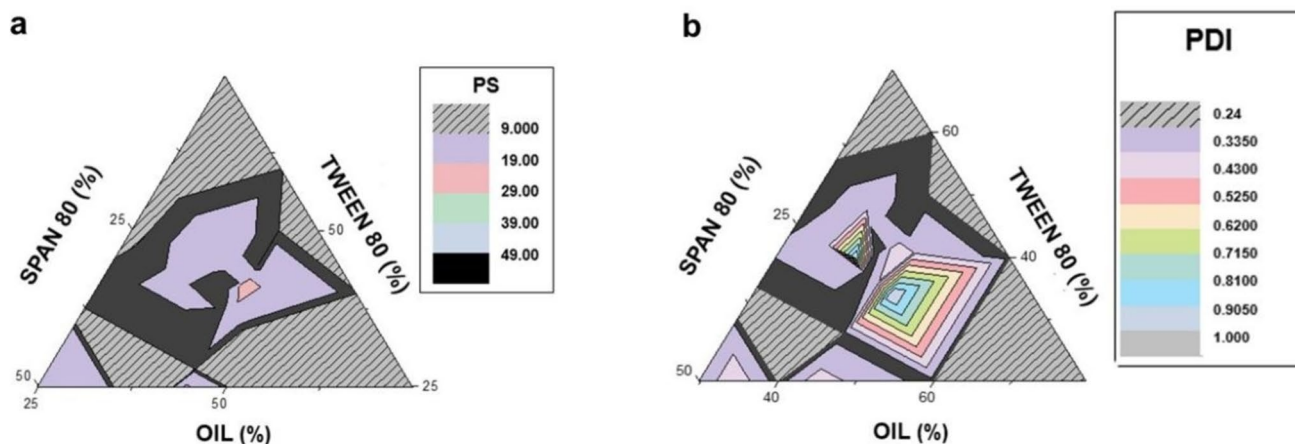 a
PS
9.000
19.00
29.00
39.00
49.00
SPAN 80 (%)
TWEEN 80 (%)
25
50
50
25
50
25
OIL (%)
b
PDI
0.24
0.3350
0.4300
0.5250
0.6200
0.7150
0.8100
0.9050
1.000
SPAN 80 (%)
TWEEN 80 (%)
60
25
40
50
40
60
OIL (%)